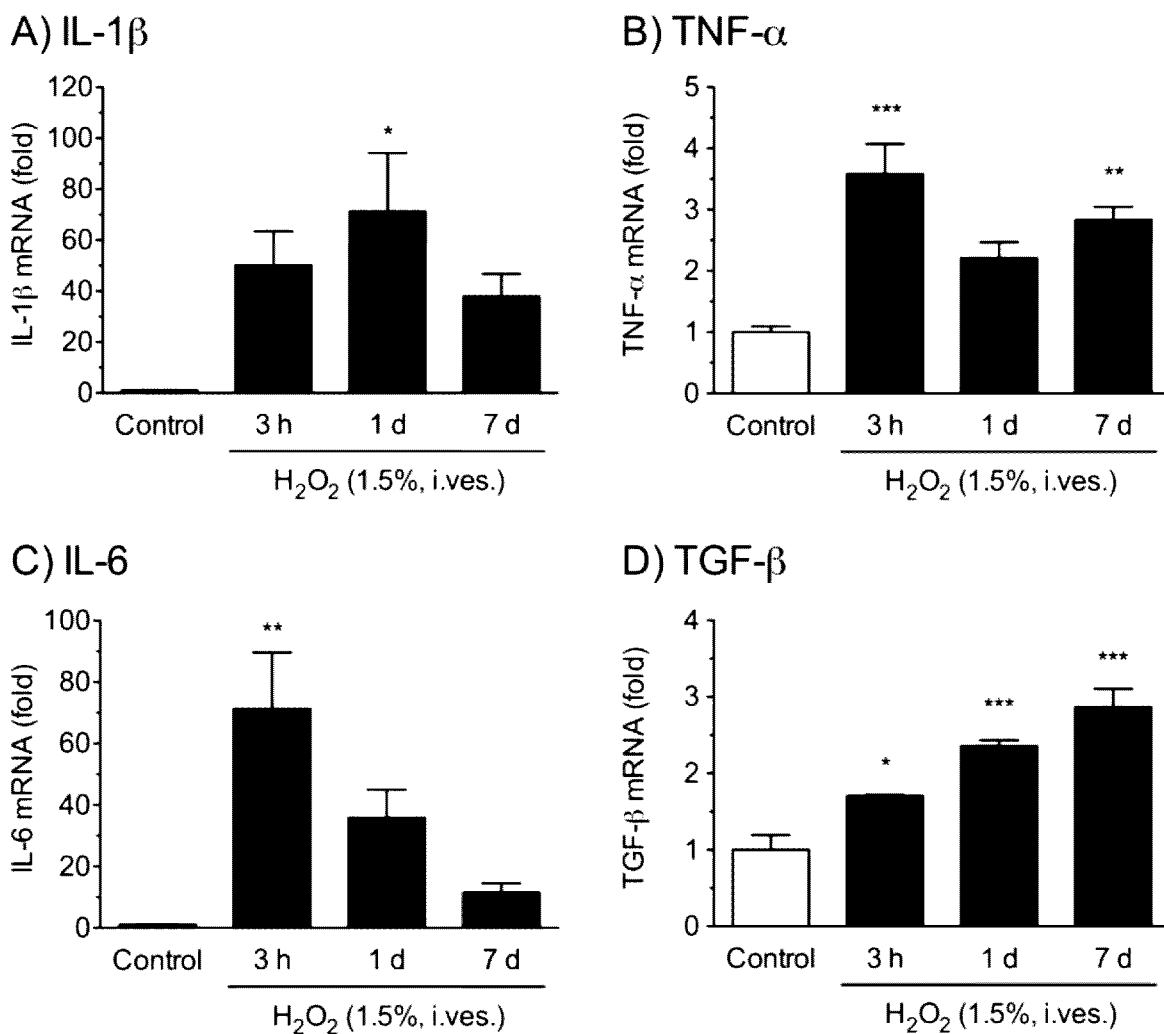 A) IL-1β
IL-1β mRNA (fold)
120
100
80
60
40
20
0
*
Control 3 h 1 d 7 d
H₂O₂ (1.5%, i.ves.)
B) TNF-α
TNF-α mRNA (fold)
5
4
3
2
1
0
*** **
Control 3 h 1 d 7 d
H₂O₂ (1.5%, i.ves.)
C) IL-6
IL-6 mRNA (fold)
100
80
60
40
20
0
**
Control 3 h 1 d 7 d
H₂O₂ (1.5%, i.ves.)
D) TGF-β
TGF-β mRNA (fold)
4
3
2
1
0
* *** ***
Control 3 h 1 d 7 d
H₂O₂ (1.5%, i.ves.)